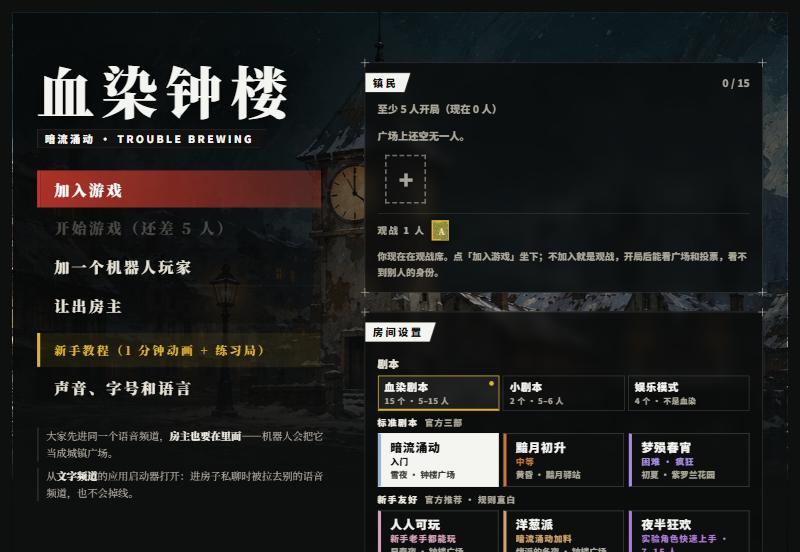 血染钟楼
暗流涌动 • TROUBLE BREWING
加入游戏
开始游戏（还差 5 人）
加一个机器人玩家
让出房主
新手教程（1 分钟动画 + 练习局）
声音、字号和语言
大家先进同一个语音频道，房主也要在里面——机器人会把它
当成城镇广场。
从文字频道的应用启动器打开：进房子私聊时被拉去别的语音
频道，也不会掉线。
镇民
0 / 15
至少 5 人开局（现在 0 人）
广场上还空无一人。
+
观战 1 人 A
你现在在观战席。点「加入游戏」坐下；不加入就是观战，开局后能看广场和投票，看不
到别人的身份。
房间设置
剧本
血染剧本
15 个 · 5–15 人
小剧本
2 个 · 5–6 人
娱乐模式
4 个 · 不是血染
标准剧本 官方三部
暗流涌动
入门
雪夜 · 钟楼广场
黯月初升
中等
黄昏 · 黯月驿站
梦殒春宵
困难 · 疯狂
初夏 · 紫罗兰花园
新手友好 官方推荐 · 规则直白
人人可玩
新手老手都能玩
洋葱派
暗流涌动加料
夜半狂欢
实验角色快速上手 ·